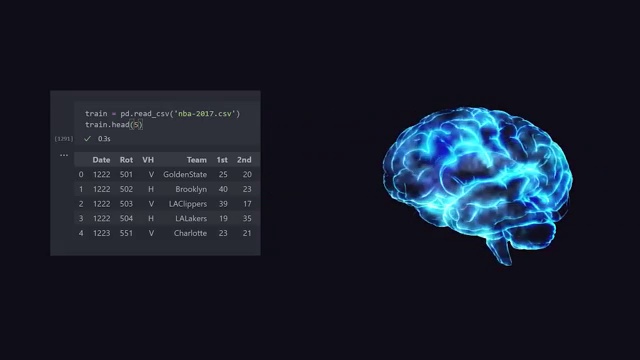 train = pd.read_csv('nba-2017.csv')
train.head(5)
[391] 0.3s
... Date Rot VH Team 1st 2nd
0 1222 501 V GoldenState 25 20
1 1222 502 H Brooklyn 40 23
2 1222 503 V LAClippers 39 17
3 1222 504 H LALakers 19 35
4 1223 551 V Charlotte 23 21